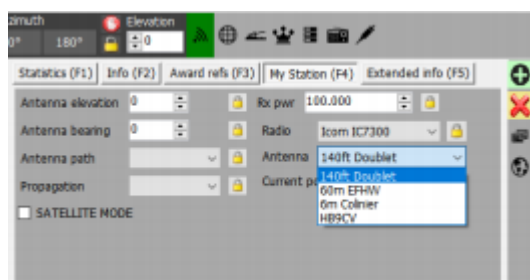 zimuth Elevation
0° 180° 0
Statistics (F1) Info (F2) Award refs (F3) My Station (F4) Extended info (F5)
Antenna elevation 0 Rx pwr 100.000
Antenna bearing 0 Radio Icom IC7300
Antenna path Antenna 140ft Doublet
Propagation Current po
140ft Doublet
60m EFHW
6m Colnier
HB9CV
SATELLITE MODE